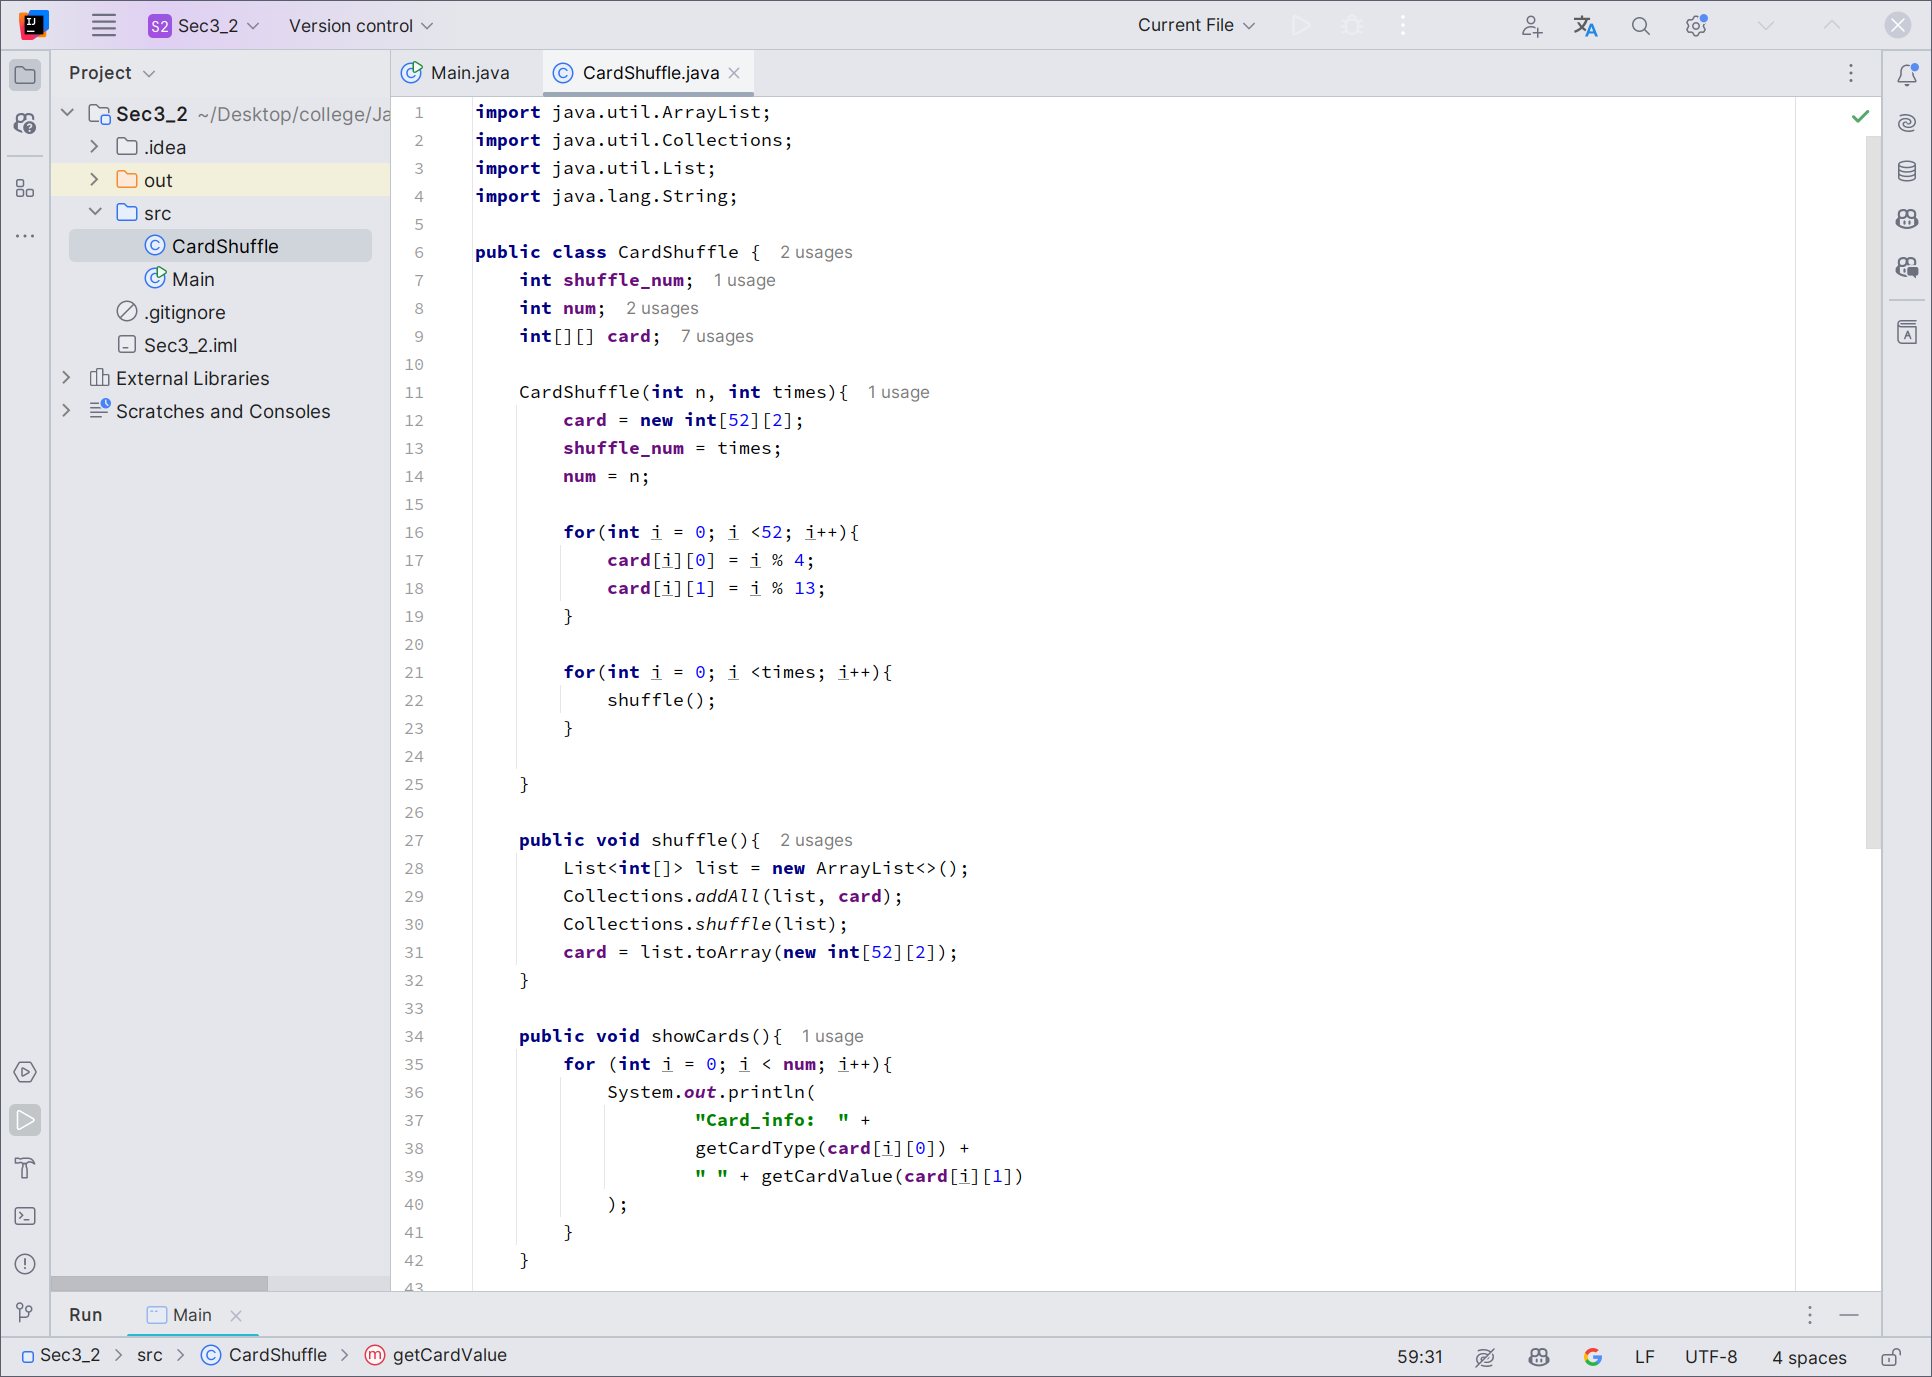 S2 Sec3_2 Version control Current File
Project
Main.java
CardShuffle.java
Sec3_2 ~/Desktop/college/Ja
.idea
out
src
CardShuffle
Main
.gitignore
Sec3_2.iml
External Libraries
Scratches and Consoles
1 import java.util.ArrayList;
2 import java.util.Collections;
3 import java.util.List;
4 import java.lang.String;
5
6 public class CardShuffle { 2 usages
7 int shuffle_num; 1 usage
8 int num; 2 usages
9 int[][] card; 7 usages
10
11 CardShuffle(int n, int times){ 1 usage
12 card = new int[52][2];
13 shuffle_num = times;
14 num = n;
15
16 for(int i = 0; i <52; i++){
17 card[i][0] = i % 4;
18 card[i][1] = i % 13;
19 }
20
21 for(int i = 0; i <times; i++){
22 shuffle();
23 }
24
25 }
26
27 public void shuffle(){ 2 usages
28 List<int[]> list = new ArrayList<>();
29 Collections.addAll(list, card);
30 Collections.shuffle(list);
31 card = list.toArray(new int[52][2]);
32 }
33
34 public void showCards(){ 1 usage
35 for (int i = 0; i < num; i++){
36 System.out.println(
37 "Card_info:  " +
38 getCardType(card[i][0]) +
39 " " + getCardValue(card[i][1])
40 );
41 }
42 }
43
Run Main
Sec3_2 > src > CardShuffle > getCardValue
59:31 LF UTF-8 4 spaces